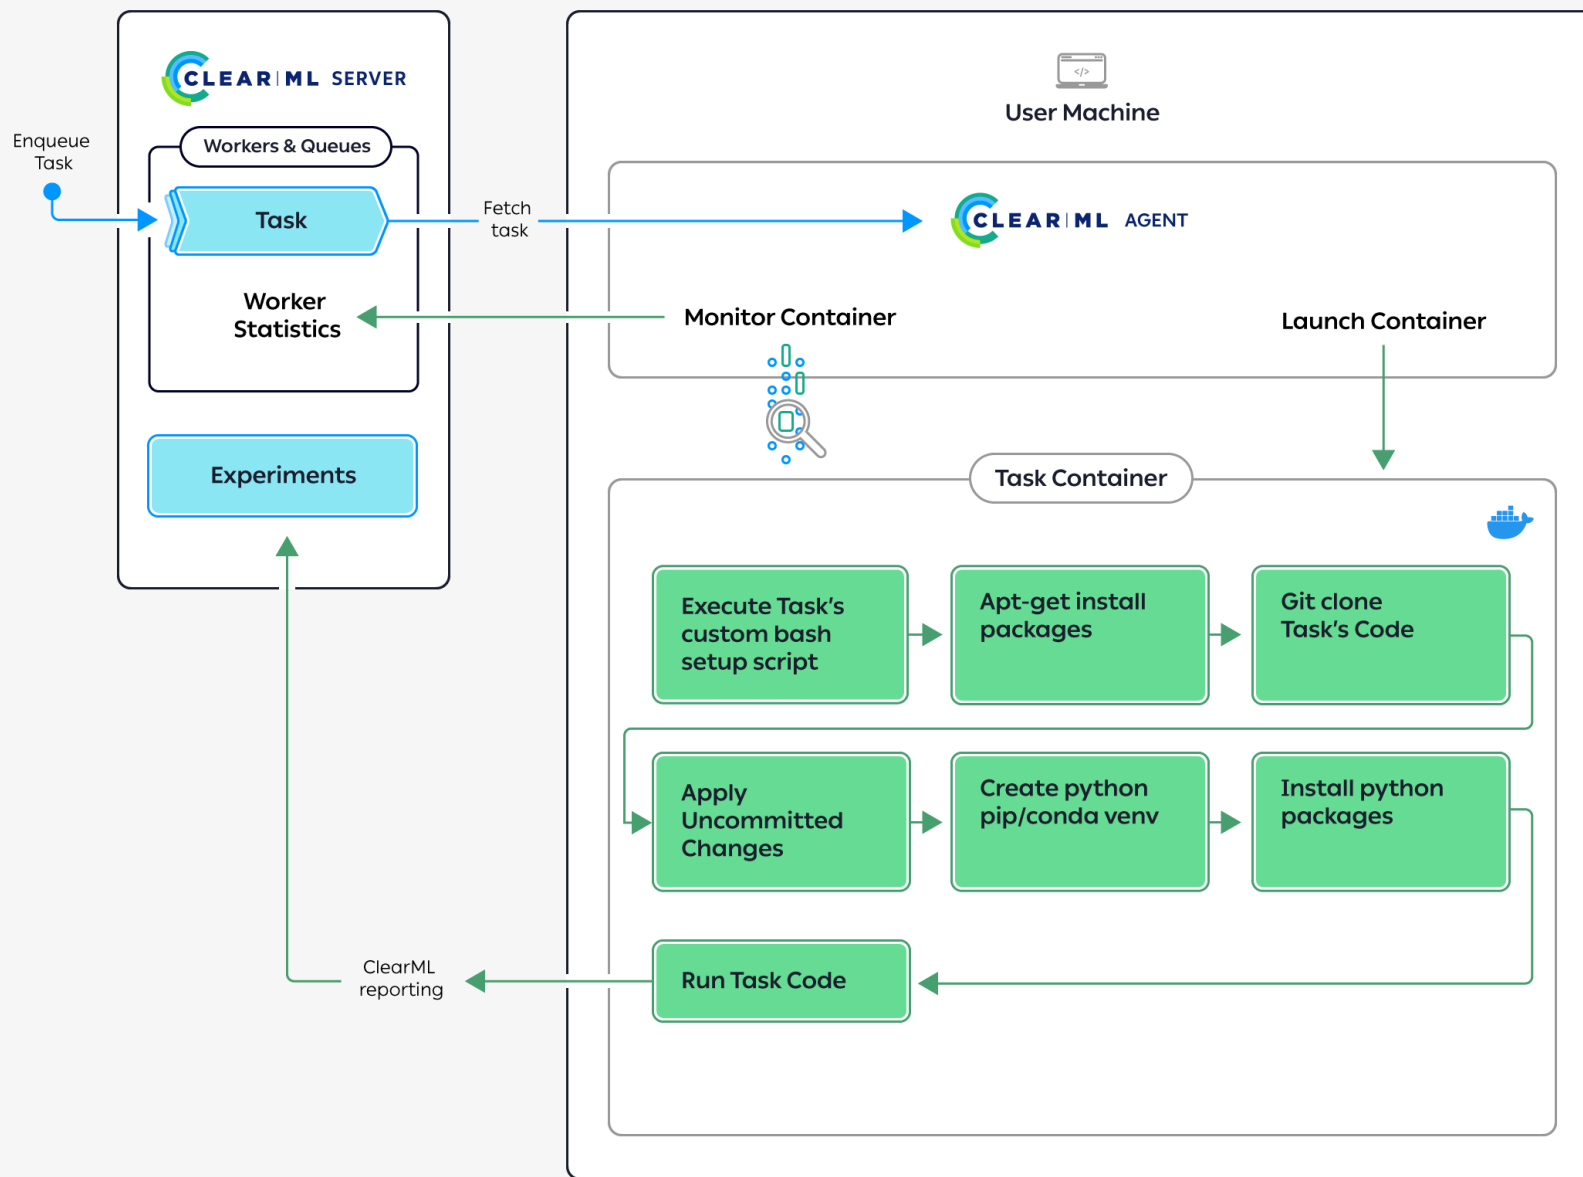 CLEAR|ML SERVER
Enqueue
Task
Workers & Queues
Task
Worker
Statistics
Experiments
Fetch
task
</>
User Machine
CLEAR|ML AGENT
Monitor Container
Launch Container
Task Container
Execute Task's
custom bash
setup script
Apt-get install
packages
Git clone
Task's Code
Apply
Uncommitted
Changes
Create python
pip/conda venv
Install python
packages
Run Task Code
ClearML
reporting